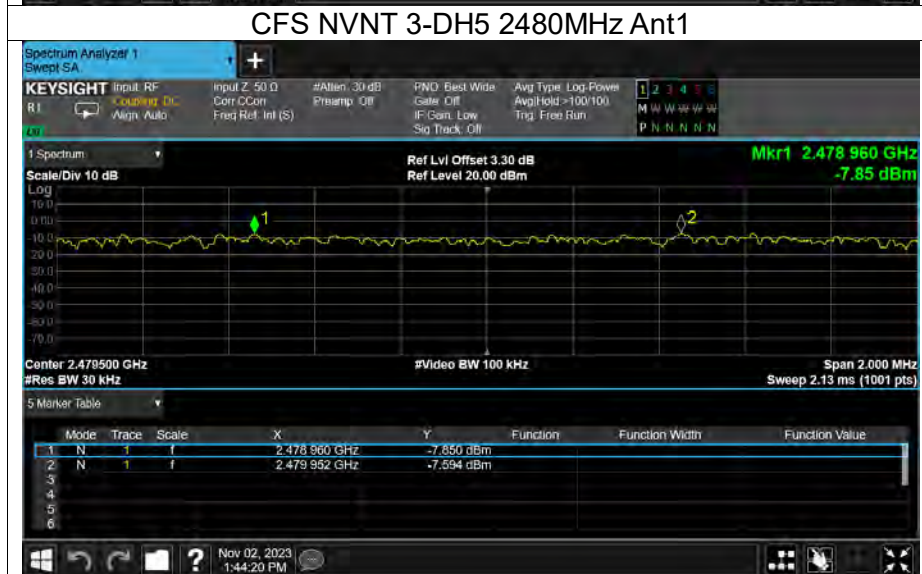 CFS NVNT 3-DH5 2480MHz Ant1
Spectrum Analyzer 1
Swept SA
+
KEYSIGHT Input: RF Input Z: 50 Ω #Atten: 30 dB PNO: Best Wide Avg Type: Log-Power 1 2 3 4 5 6
R L Coupling: DC Corr CCorr Preamp: Off Gate: Off Avg|Hold:>100/100 M W W W W W
Align: Auto Freq Ref: Int (S) IF Gain: Low Trig: Free Run P N N N N N
Sig Track: Off
1 Spectrum Ref Lvl Offset 3.30 dB Mkr1 2.478 960 GHz
Scale/Div 10 dB Ref Level 20.00 dBm -7.85 dBm
Log
10.0
0.00
1
2
-10.0
-20.0
-30.0
-40.0
-50.0
-60.0
-70.0
Center 2.479500 GHz #Video BW 100 kHz Span 2.000 MHz
#Res BW 30 kHz Sweep 2.13 ms (1001 pts)
5 Marker Table
Mode Trace Scale X Y Function Function Width Function Value
1 N 1 f 2.478 960 GHz -7.850 dBm
2 N 1 f 2.479 952 GHz -7.594 dBm
3
4
5
6
? Nov 02, 2023
1:44:20 PM